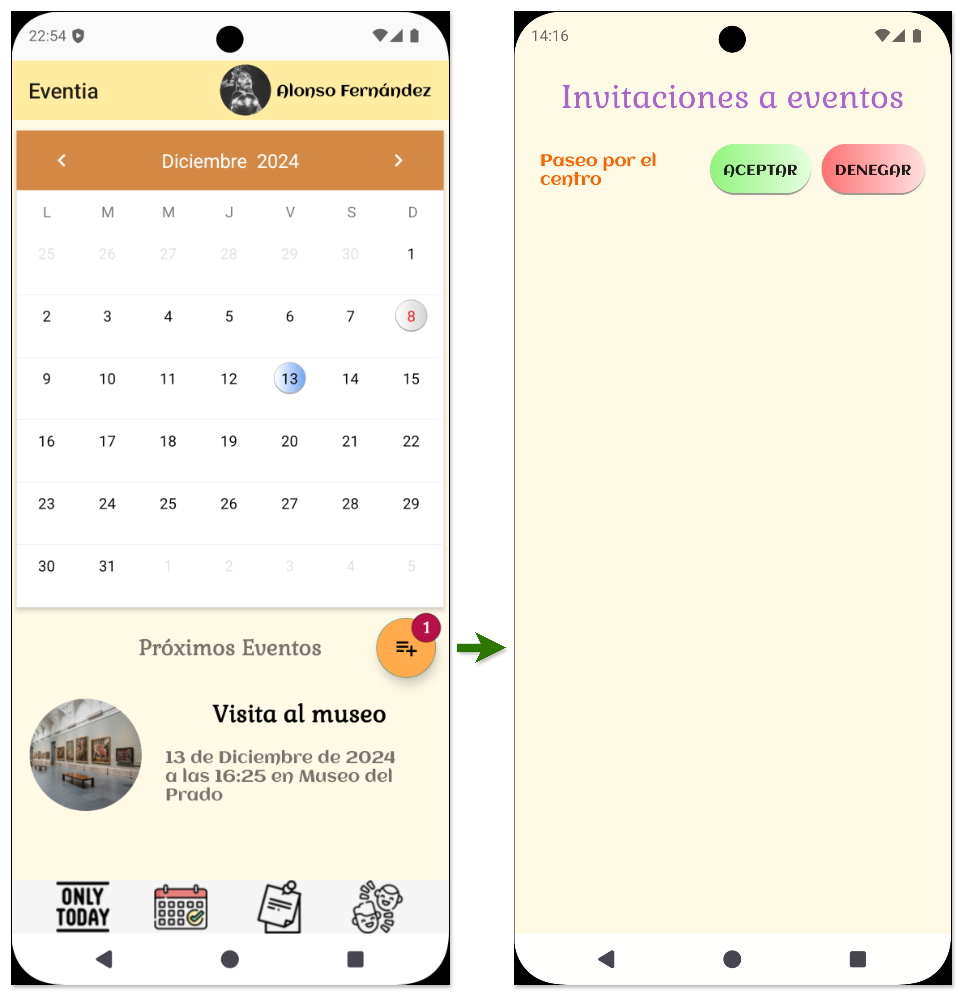 22:54
Eventia
Alonso Fernández
Diciembre 2024
L M M J V S D
25 26 27 28 29 30 1
2 3 4 5 6 7 8
9 10 11 12 13 14 15
16 17 18 19 20 21 22
23 24 25 26 27 28 29
30 31 1 2 3 4 5
1
Próximos Eventos
Visita al museo
13 de Diciembre de 2024
a las 16:25 en Museo del
Prado
ONLY
TODAY
14:16
Invitaciones a eventos
Paseo por el
centro
ACEPTAR
DENEGAR